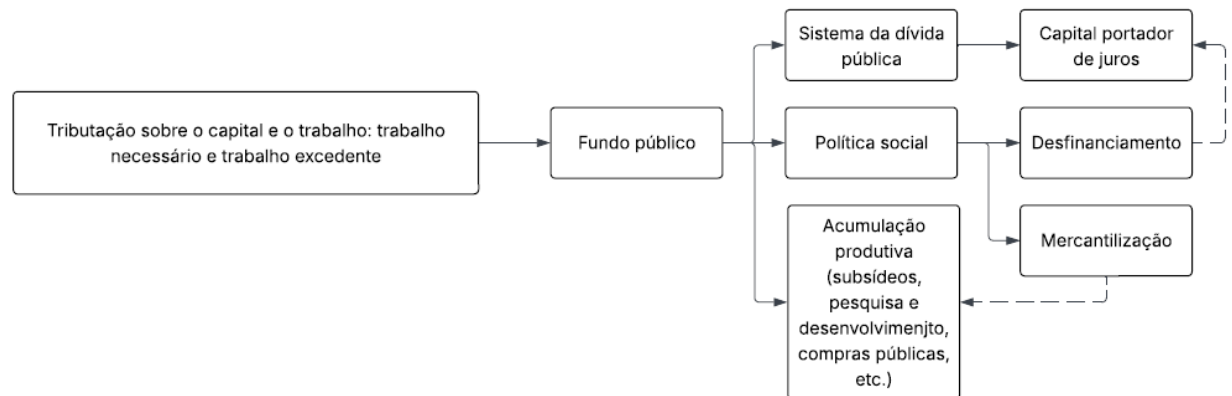 Sistema da dívida
pública
Capital portador
de juros
Tributação sobre o capital e o trabalho: trabalho
necessário e trabalho excedente
Fundo público
Política social
Desfinanciamento
Acumulação
produtiva
(subsídeos,
pesquisa e
desenvolvimenjto,
compras públicas,
etc.)
Mercantilização